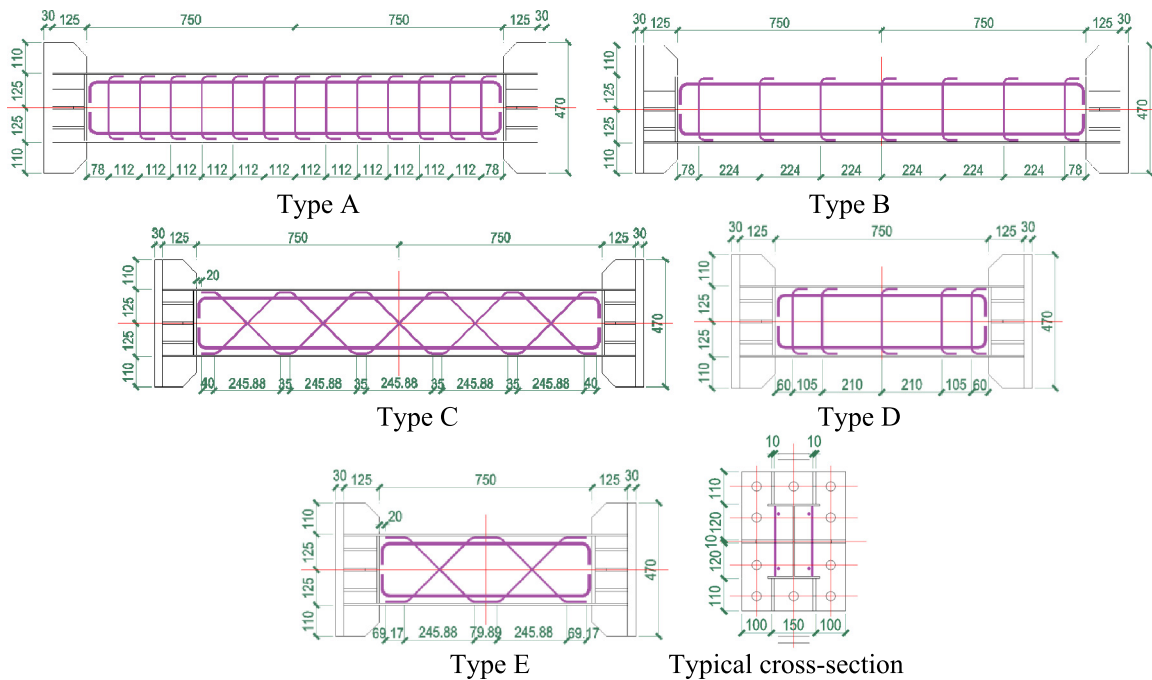 30 125 750 750 125 30
110 125 125 110
470
78 112 112 112 112 112 112 112 112 112 112 112 112 78
Type A
30 125 750 750 125 30
110 125 125 110
470
78 224 224 224 224 224 224 78
Type B
30 125 750 750 125 30
20
110 125 125 110
470
40 245.88 35 245.88 35 245.88 35 245.88 35 245.88 40
Type C
30 125 750 125 30
110 125 125 110
470
60 105 210 210 105 60
Type D
30 125 750 125 30
20
110 125 125 110
470
69.17 245.88 79.89 245.88 69.17
Type E
10 10
110 120 10 120 110
100 150 100
Typical cross-section